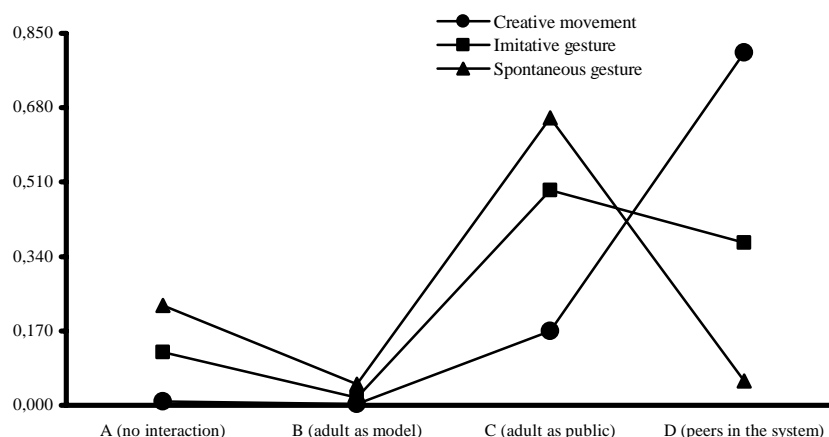 Creative movement
Imitative gesture
Spontaneous gesture
0,850
0,680
0,510
0,340
0,170
0,000
A (no interaction) B (adult as model) C (adult as public) D (peers in the system)